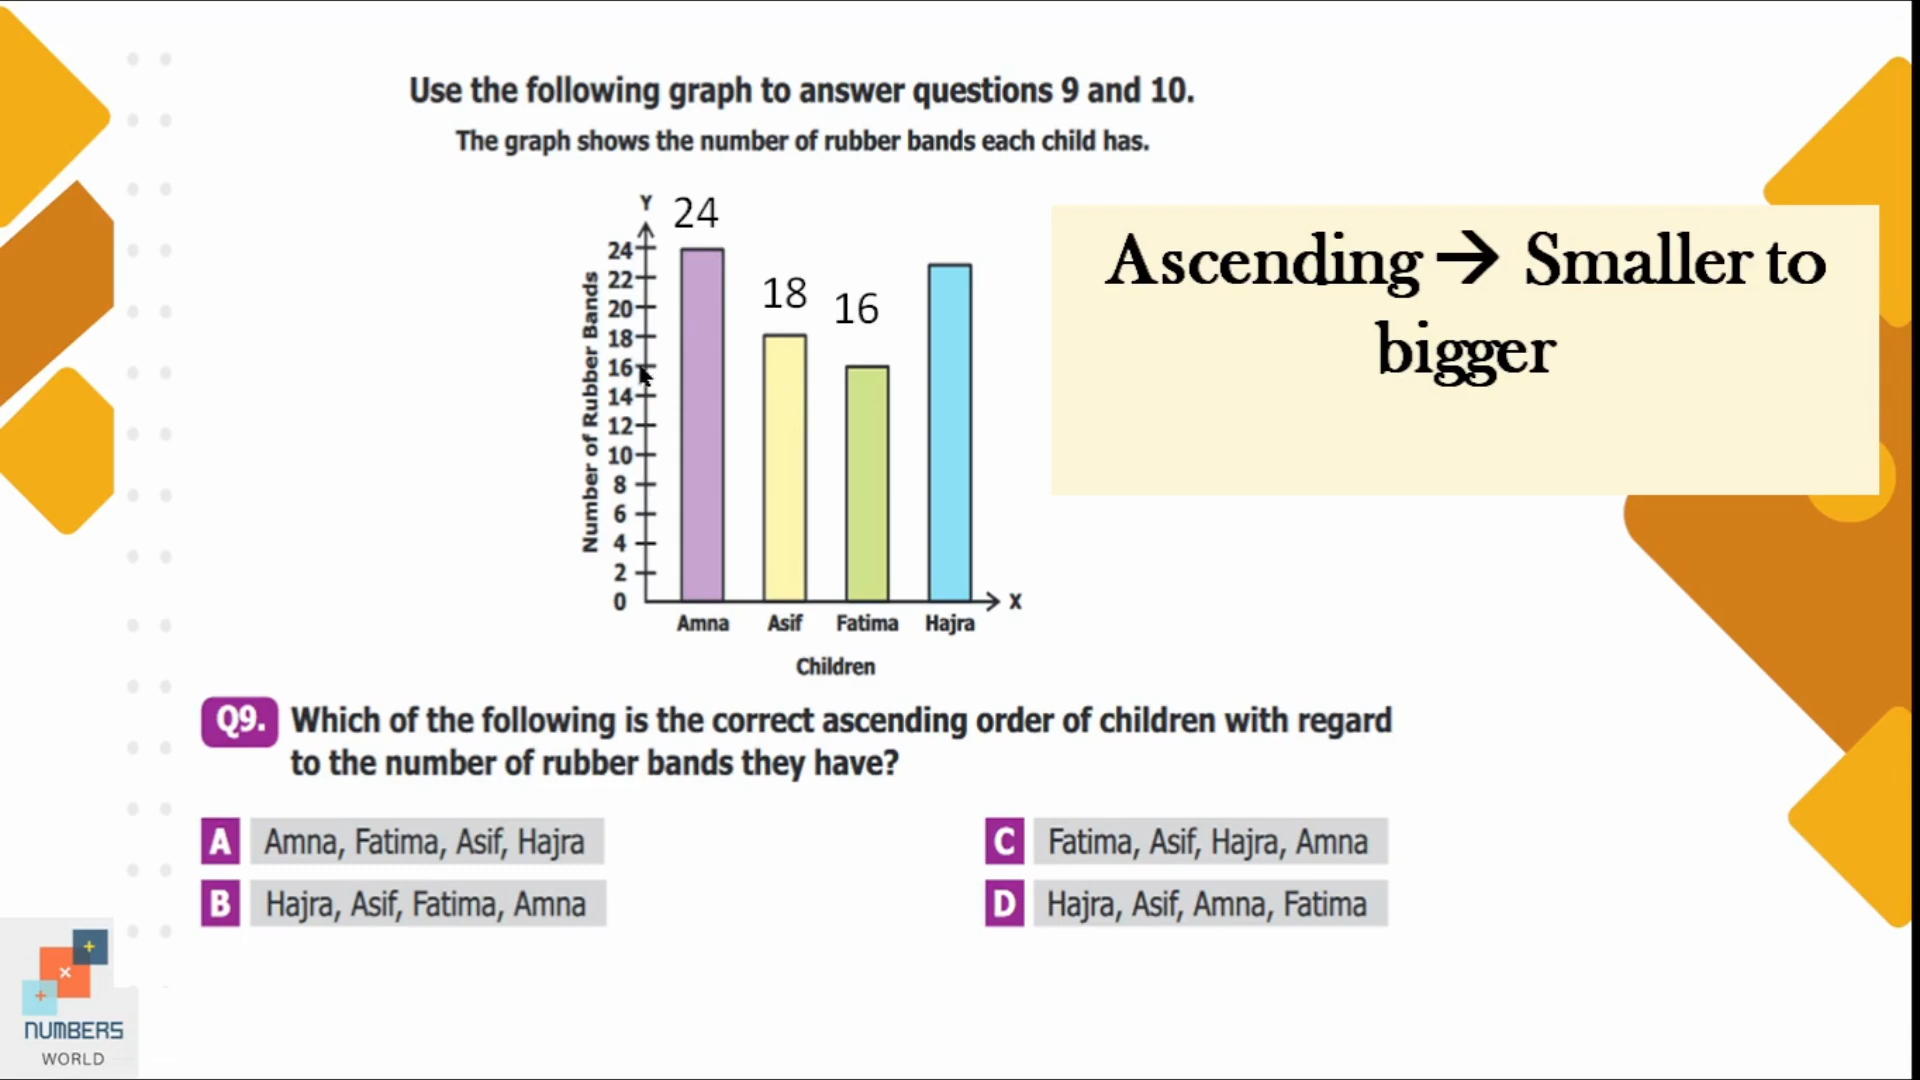 Use the following graph to answer questions 9 and 10.
The graph shows the number of rubber bands each child has.
Y
24
18
16
Number of Rubber Bands
24
22
20
18
16
14
12
10
8
6
4
2
0
X
Amna
Asif
Fatima
Hajra
Children
Ascending → Smaller to
bigger
Q9. Which of the following is the correct ascending order of children with regard
to the number of rubber bands they have?
A Amna, Fatima, Asif, Hajra
B Hajra, Asif, Fatima, Amna
C Fatima, Asif, Hajra, Amna
D Hajra, Asif, Amna, Fatima
+
×
+
NUMBERS
WORLD